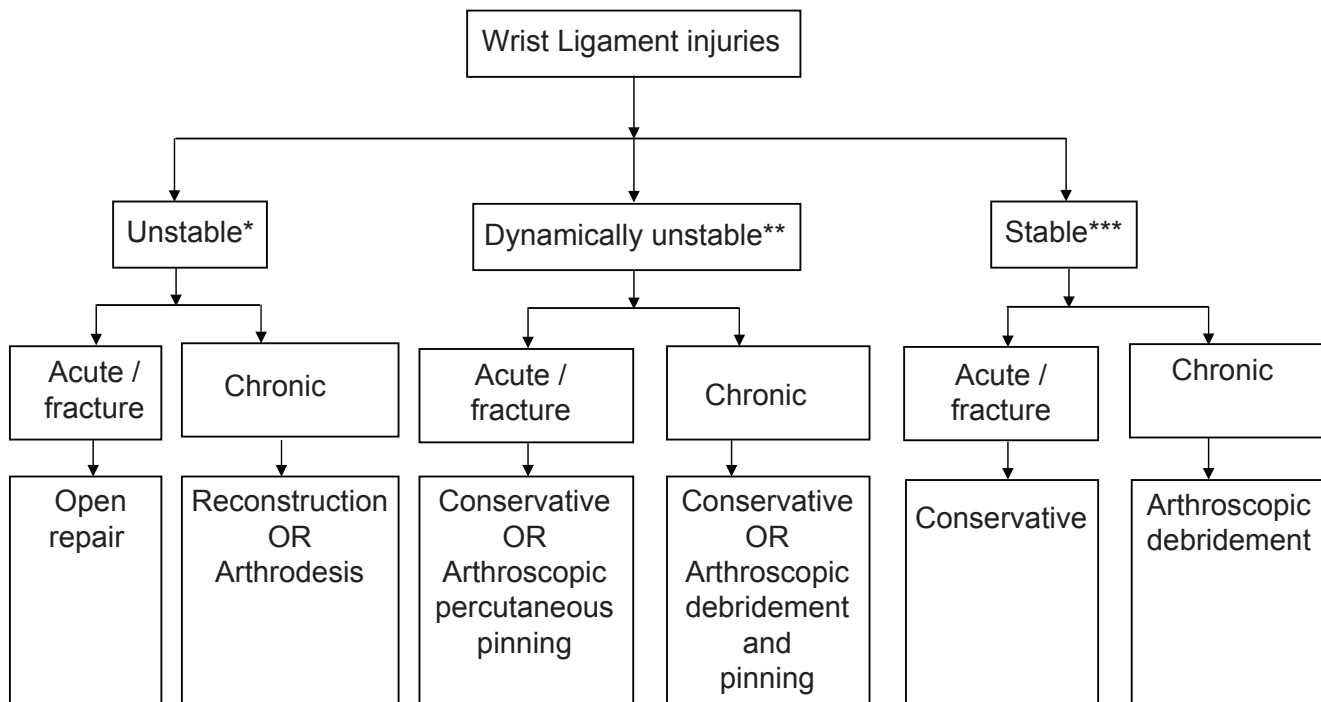 Wrist Ligament injuries
Unstable*
Dynamically unstable**
Stable***
Acute /
fracture
Chronic
Acute /
fracture
Chronic
Acute /
fracture
Chronic
Open
repair
Reconstruction
OR
Arthrodesis
Conservative
OR
Arthroscopic
percutaneous
pinning
Conservative
OR
Arthroscopic
debridement
and
pinning
Conservative
Arthroscopic
debridement